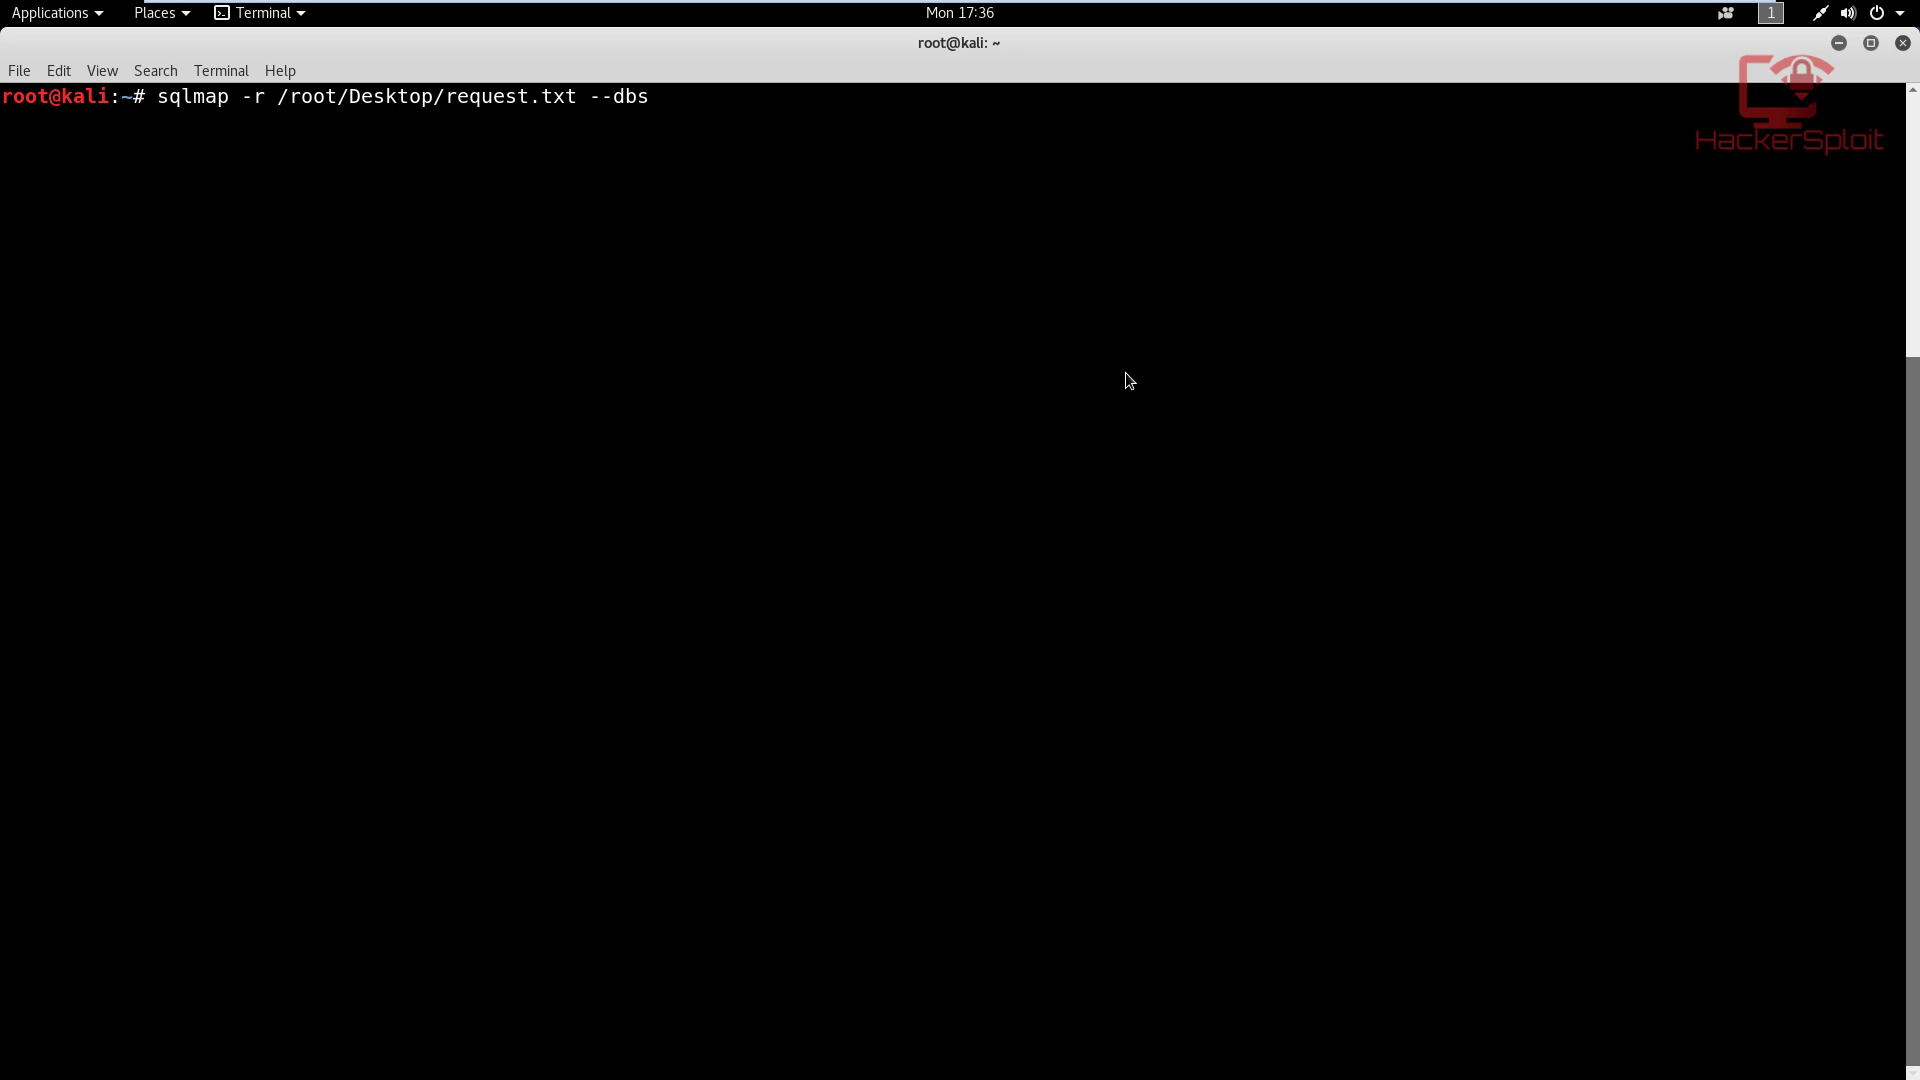 Applications Places Terminal Mon 17:36 1
root@kali: ~
File Edit View Search Terminal Help
root@kali:~# sqlmap -r /root/Desktop/request.txt --dbs
HackerSploit